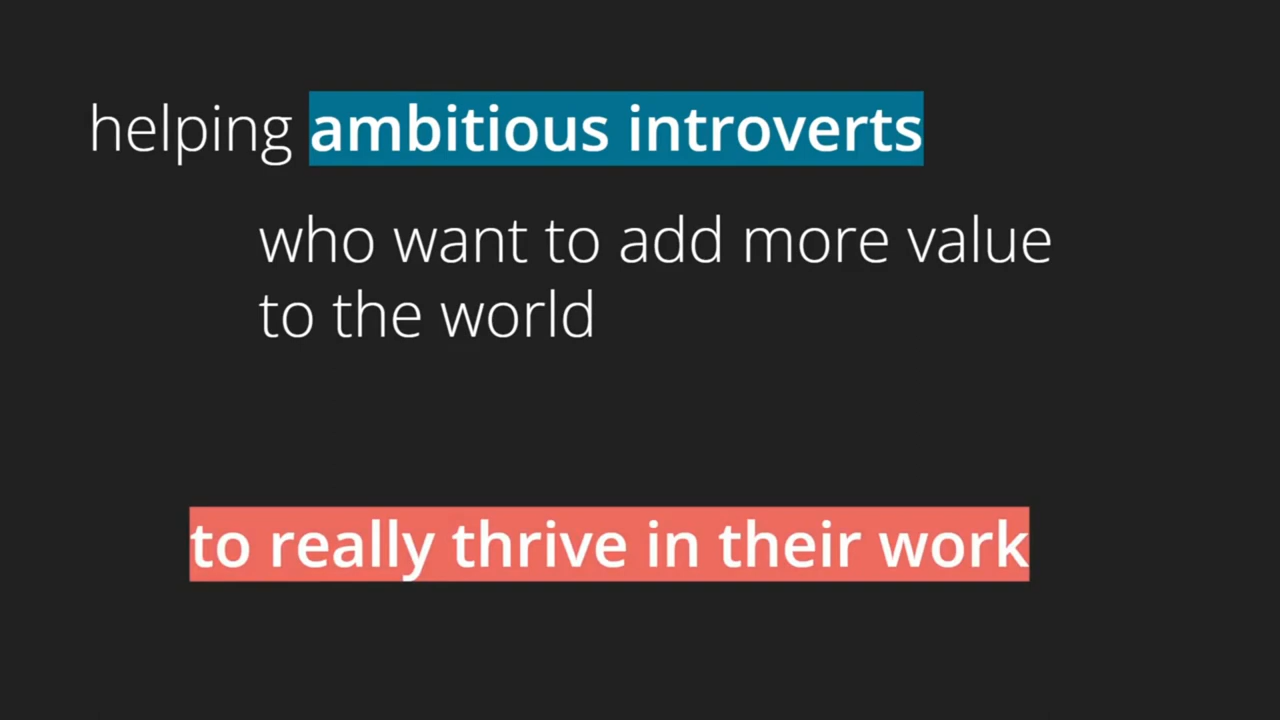 helping ambitious introverts
who want to add more value
to the world
to really thrive in their work